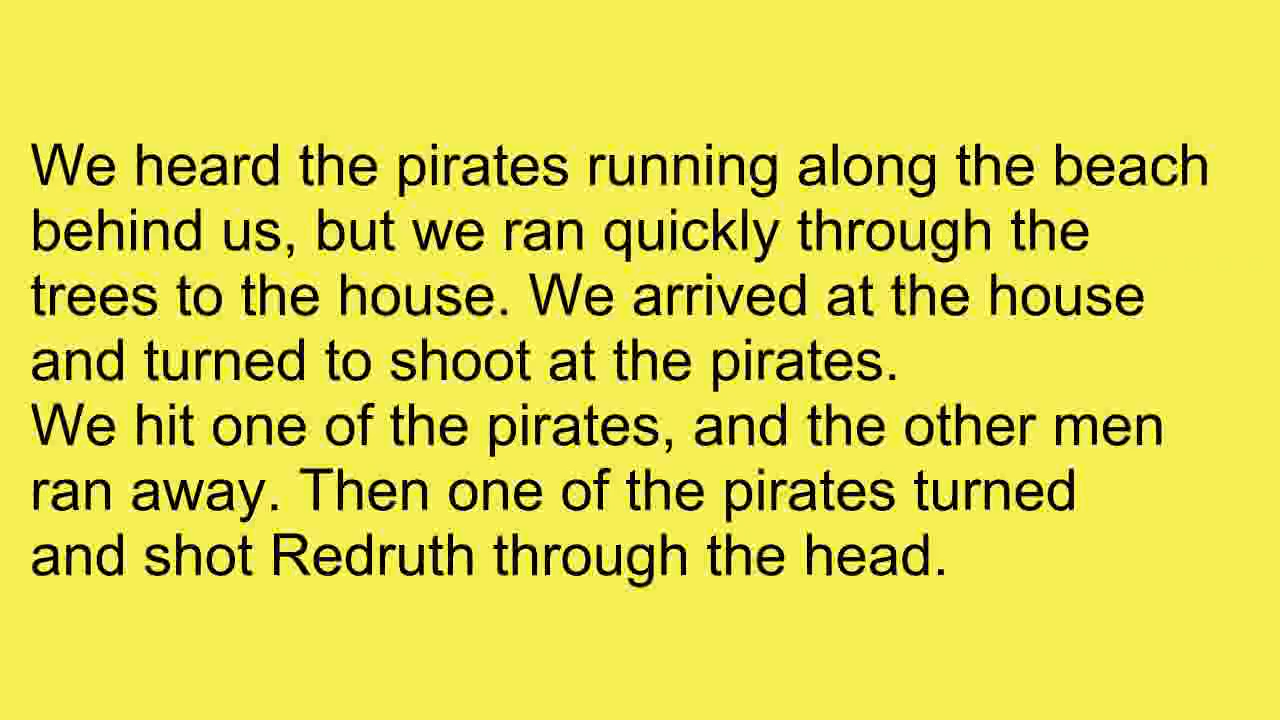 We heard the pirates running along the beach
behind us, but we ran quickly through the
trees to the house. We arrived at the house
and turned to shoot at the pirates.
We hit one of the pirates, and the other men
ran away. Then one of the pirates turned
and shot Redruth through the head.